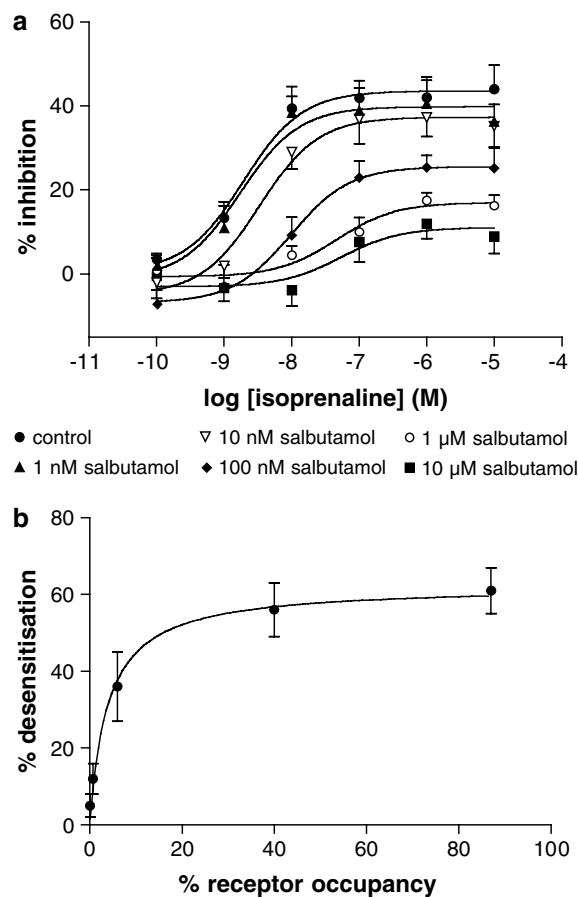 a
60
40
20
0
% inhibition
-11 -10 -9 -8 -7 -6 -5 -4
log [isoprenaline] (M)
● control ▽ 10 nM salbutamol ○ 1 µM salbutamol
▲ 1 nM salbutamol ◆ 100 nM salbutamol ■ 10 µM salbutamol
b
80
60
40
20
0
% desensitisation
0 20 40 60 80 100
% receptor occupancy